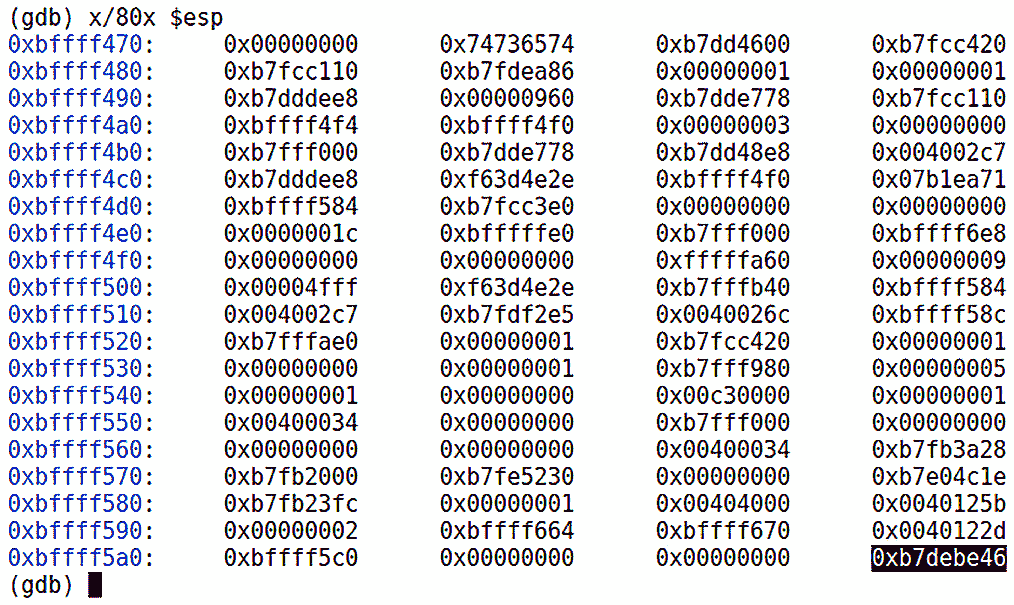 (gdb) x/80x $esp
0xbffff470: 0x00000000 0x74736574 0xb7dd4600 0xb7fcc420
0xbffff480: 0xb7fcc110 0xb7fdea86 0x00000001 0x00000001
0xbffff490: 0xb7dddee8 0x00000960 0xb7dde778 0xb7fcc110
0xbffff4a0: 0xbffff4f4 0xbffff4f0 0x00000003 0x00000000
0xbffff4b0: 0xb7fff000 0xb7dde778 0xb7dd48e8 0x004002c7
0xbffff4c0: 0xb7dddee8 0xf63d4e2e 0xbffff4f0 0x07b1ea71
0xbffff4d0: 0xbffff584 0xb7fcc3e0 0x00000000 0x00000000
0xbffff4e0: 0x0000001c 0xbfffffe0 0xb7fff000 0xbffff6e8
0xbffff4f0: 0x00000000 0x00000000 0xfffffa60 0x00000009
0xbffff500: 0x00004fff 0xf63d4e2e 0xb7fffb40 0xbffff584
0xbffff510: 0x004002c7 0xb7fdf2e5 0x0040026c 0xbffff58c
0xbffff520: 0xb7fffae0 0x00000001 0xb7fcc420 0x00000001
0xbffff530: 0x00000000 0x00000001 0xb7fff980 0x00000005
0xbffff540: 0x00000001 0x00000000 0x00c30000 0x00000001
0xbffff550: 0x00400034 0x00000000 0xb7fff000 0x00000000
0xbffff560: 0x00000000 0x00000000 0x00400034 0xb7fb3a28
0xbffff570: 0xb7fb2000 0xb7fe5230 0x00000000 0xb7e04c1e
0xbffff580: 0xb7fb23fc 0x00000001 0x00404000 0x0040125b
0xbffff590: 0x00000002 0xbffff664 0xbffff670 0x0040122d
0xbffff5a0: 0xbffff5c0 0x00000000 0x00000000 0xb7debe46
(gdb)